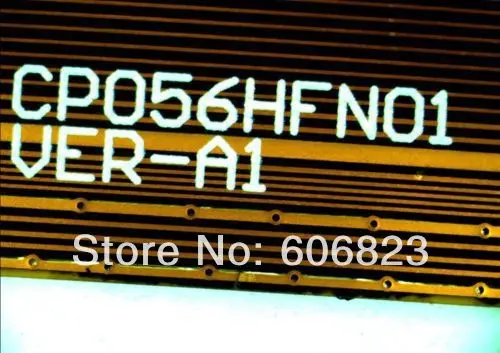 CP056HFN01
VER-A1
Store No: 606823